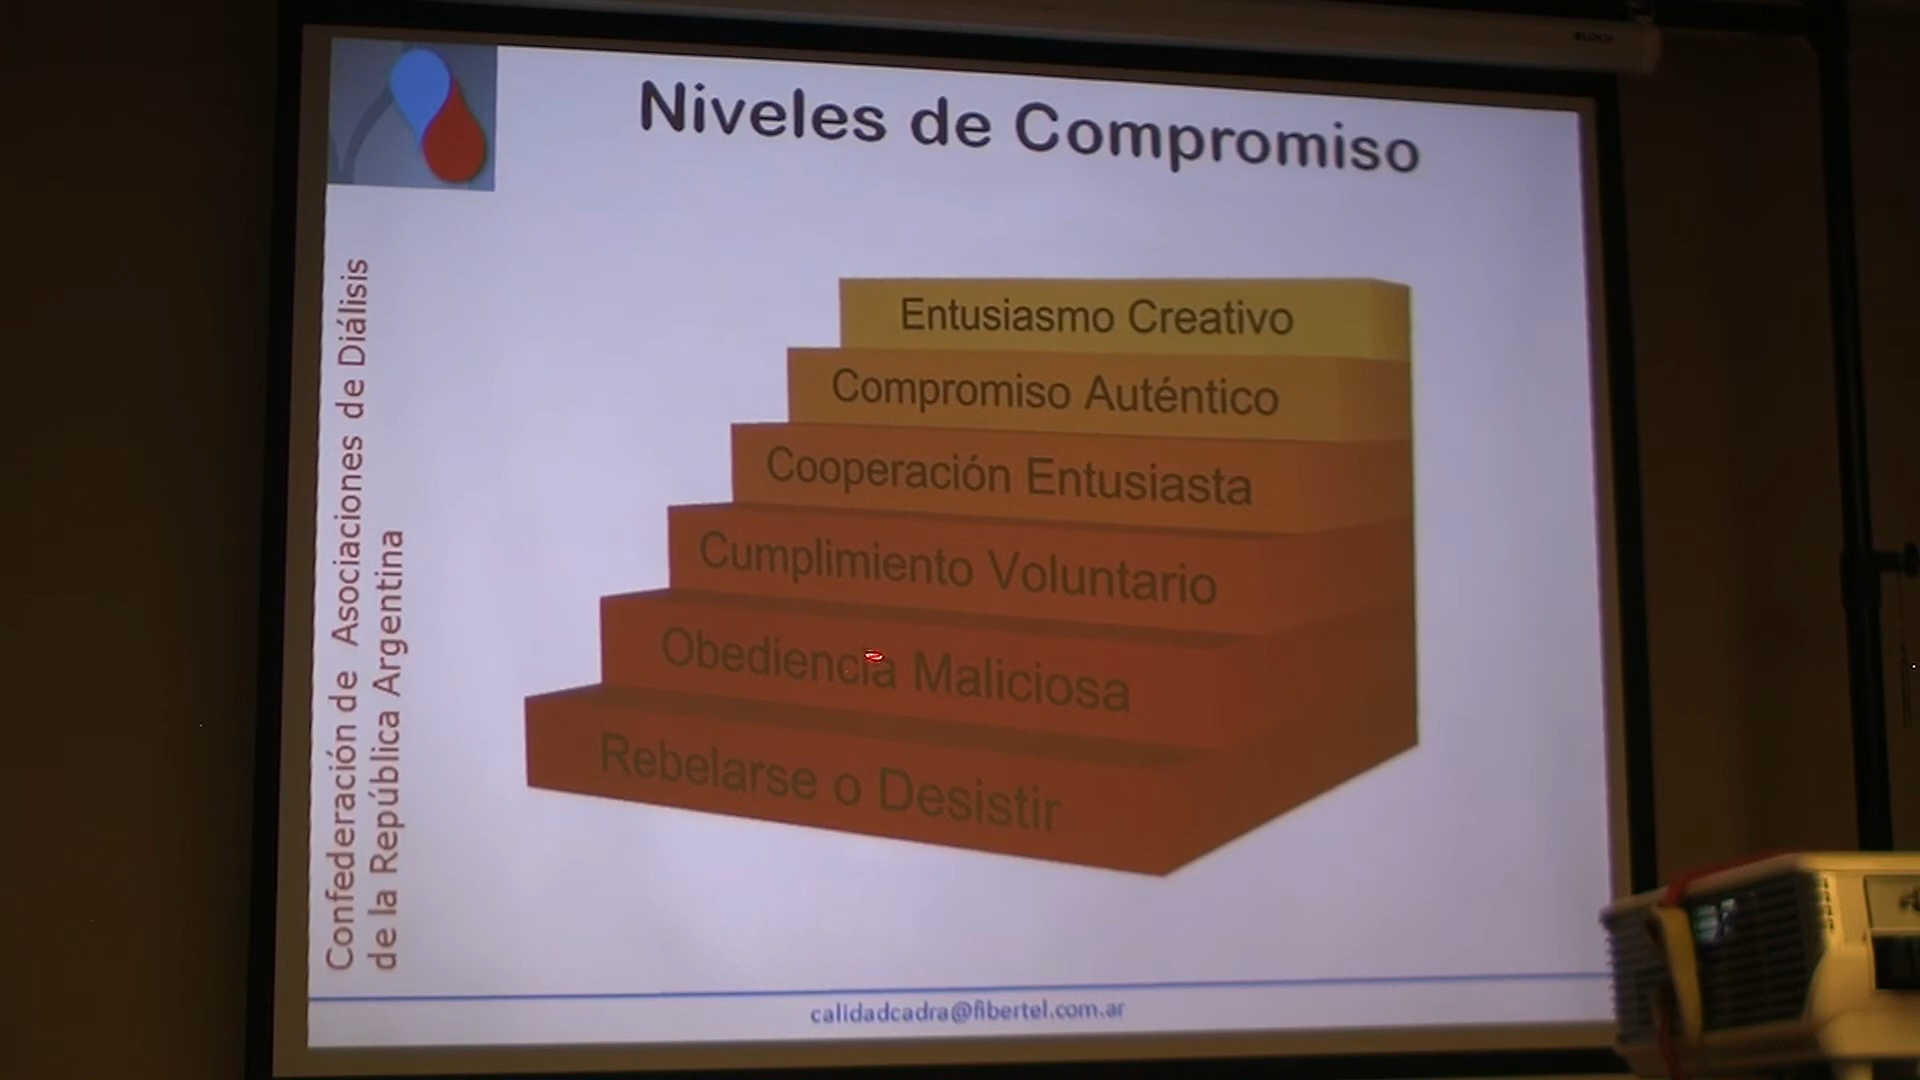 Niveles de Compromiso
Confederación de Asociaciones de Diálisis
de la República Argentina
Entusiasmo Creativo
Compromiso Auténtico
Cooperación Entusiasta
Cumplimiento Voluntario
Obediencia Maliciosa
Rebelarse o Desistir
calidadcadra@fibertel.com.ar